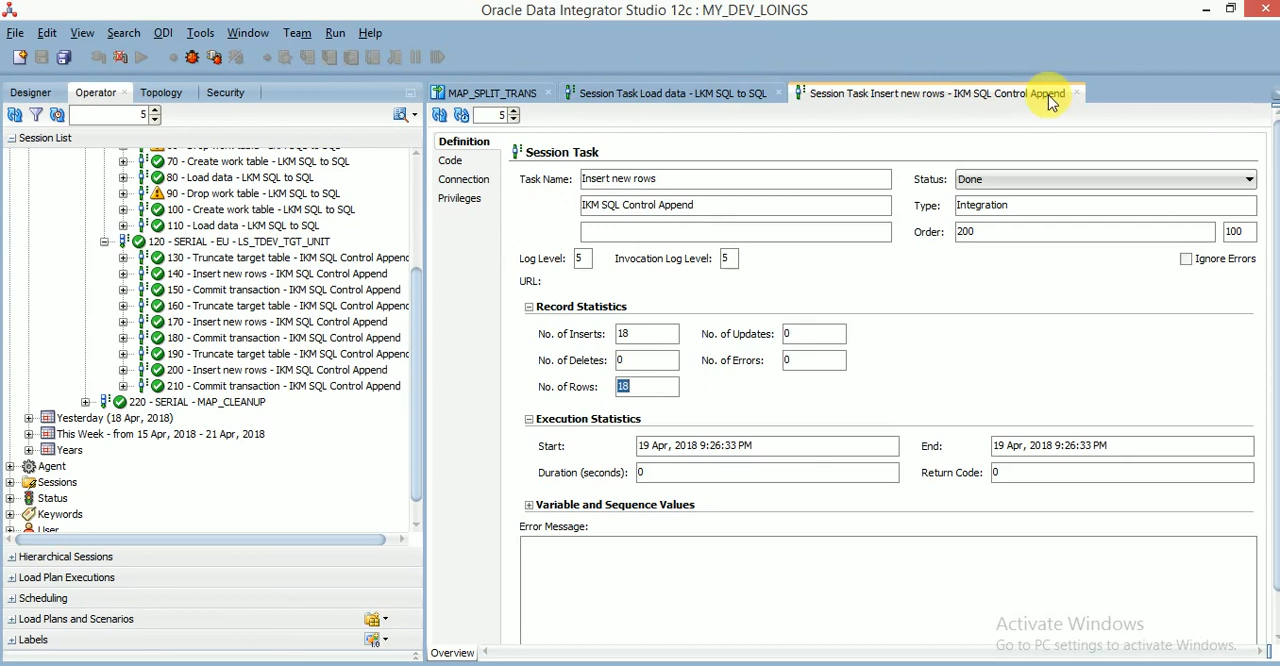 Oracle Data Integrator Studio 12c : MY_DEV_LOINGS
File Edit View Search ODI Tools Window Team Run Help
Designer Operator Topology Security
5
Session List
70 - Create work table - LKM SQL to SQL
80 - Load data - LKM SQL to SQL
90 - Drop work table - LKM SQL to SQL
100 - Create work table - LKM SQL to SQL
110 - Load data - LKM SQL to SQL
120 - SERIAL - EU - LS_TDEV_TGT_UNIT
130 - Truncate target table - IKM SQL Control Append
140 - Insert new rows - IKM SQL Control Append
150 - Commit transaction - IKM SQL Control Append
160 - Truncate target table - IKM SQL Control Append
170 - Insert new rows - IKM SQL Control Append
180 - Commit transaction - IKM SQL Control Append
190 - Truncate target table - IKM SQL Control Append
200 - Insert new rows - IKM SQL Control Append
210 - Commit transaction - IKM SQL Control Append
220 - SERIAL - MAP_CLEANUP
Yesterday (18 Apr, 2018)
This Week - from 15 Apr, 2018 - 21 Apr, 2018
Years
Agent
Sessions
Status
Keywords
User
Hierarchical Sessions
Load Plan Executions
Scheduling
Load Plans and Scenarios
Labels
MAP_SPLIT_TRANS Session Task Load data - LKM SQL to SQL Session Task Insert new rows - IKM SQL Control Append
5
Definition
Code
Connection
Privileges
Session Task
Task Name: Insert new rows Status: Done
IKM SQL Control Append Type: Integration
Order: 200 100
Log Level: 5 Invocation Log Level: 5 Ignore Errors
URL:
Record Statistics
No. of Inserts: 18 No. of Updates: 0
No. of Deletes: 0 No. of Errors: 0
No. of Rows: 18
Execution Statistics
Start: 19 Apr, 2018 9:26:33 PM End: 19 Apr, 2018 9:26:33 PM
Duration (seconds): 0 Return Code: 0
Variable and Sequence Values
Error Message:
Activate Windows
Go to PC settings to activate Windows.
Overview